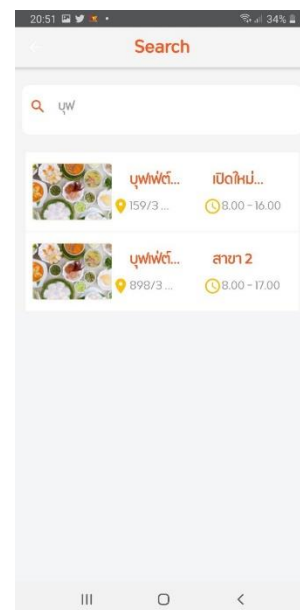 20:51 34%
Search
บุฟ
บุฟเฟ่ต์... เปิดใหม่...
159/3 ... 8.00 - 16.00
บุฟเฟ่ต์... สาขา 2
898/3 ... 8.00 - 17.00